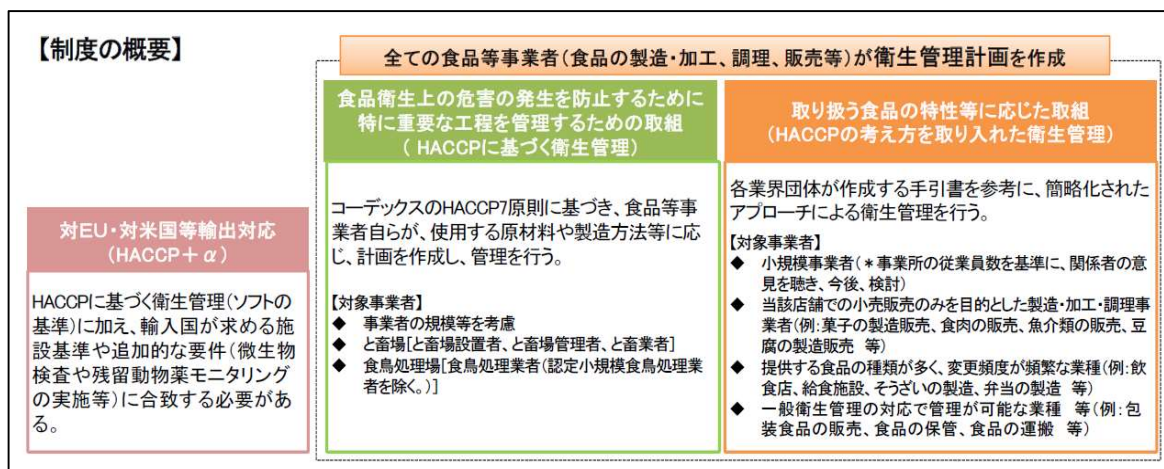 【制度の概要】
全ての食品等事業者(食品の製造・加工、調理、販売等)が衛生管理計画を作成
対EU・対米国等輸出対応
(HACCP+α)
HACCPに基づく衛生管理(ソフトの
基準)に加え、輸入国が求める施
設基準や追加的な要件(微生物
検査や残留動物薬モニタリング
の実施等)に合致する必要があ
る。
食品衛生上の危害の発生を防止するために
特に重要な工程を管理するための取組
( HACCPに基づく衛生管理)
コーデックスのHACCP7原則に基づき、食品等事
業者自らが、使用する原材料や製造方法等に応
じ、計画を作成し、管理を行う。
【対象事業者】
◆ 事業者の規模等を考慮
◆ と畜場[と畜場設置者、と畜場管理者、と畜業者]
◆ 食鳥処理場[食鳥処理業者(認定小規模食鳥処理業
者を除く。)]
取り扱う食品の特性等に応じた取組
(HACCPの考え方を取り入れた衛生管理)
各業界団体が作成する手引書を参考に、簡略化された
アプローチによる衛生管理を行う。
【対象事業者】
◆ 小規模事業者(*事業所の従業員数を基準に、関係者の意
見を聴き、今後、検討)
◆ 当該店舗での小売販売のみを目的とした製造・加工・調理事
業者(例:菓子の製造販売、食肉の販売、魚介類の販売、豆
腐の製造販売 等)
◆ 提供する食品の種類が多く、変更頻度が頻繁な業種(例:飲
食店、給食施設、そうざいの製造、弁当の製造 等)
◆ 一般衛生管理の対応で管理が可能な業種 等(例:包
装食品の販売、食品の保管、食品の運搬 等)